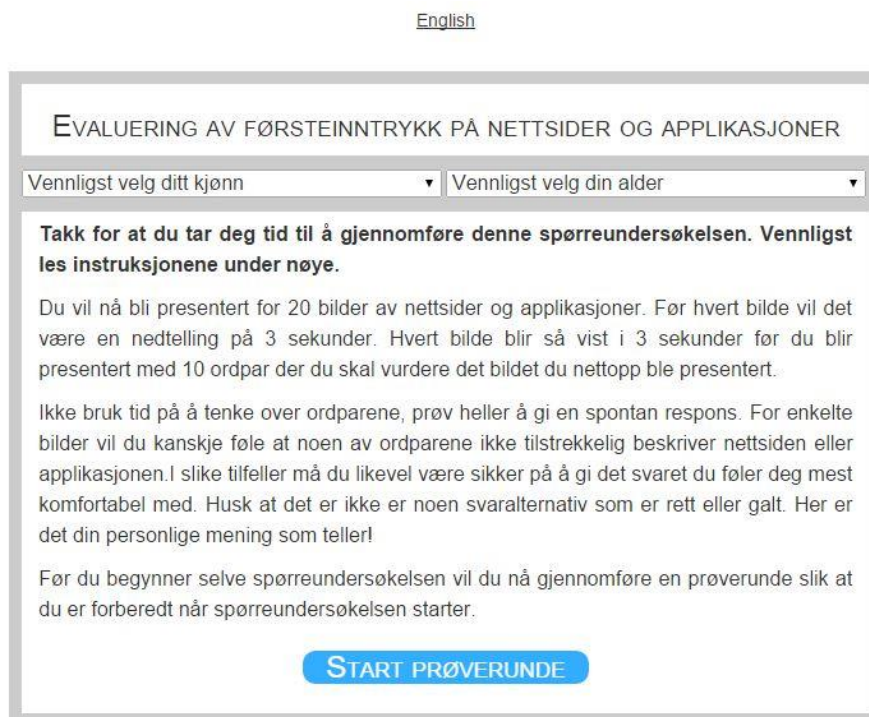 English
EVALUERING AV FØRSTEINNTRYKK PÅ NETTSIDER OG APPLIKASJONER
Vennligst velg ditt kjønn Vennligst velg din alder
Takk for at du tar deg tid til å gjennomføre denne spørreundersøkelsen. Vennligst
les instruksjonene under nøye.
Du vil nå bli presentert for 20 bilder av nettsider og applikasjoner. Før hvert bilde vil det
være en nedtelling på 3 sekunder. Hvert bilde blir så vist i 3 sekunder før du blir
presentert med 10 ordpar der du skal vurdere det bildet du nettopp ble presentert.
Ikke bruk tid på å tenke over ordparene, prøv heller å gi en spontan respons. For enkelte
bilder vil du kanskje føle at noen av ordparene ikke tilstrekkelig beskriver nettsiden eller
applikasjonen.I slike tilfeller må du likevel være sikker på å gi det svaret du føler deg mest
komfortabel med. Husk at det er ikke er noen svaralternativ som er rett eller galt. Her er
det din personlige mening som teller!
Før du begynner selve spørreundersøkelsen vil du nå gjennomføre en prøverunde slik at
du er forberedt når spørreundersøkelsen starter.
START PRØVERUNDE